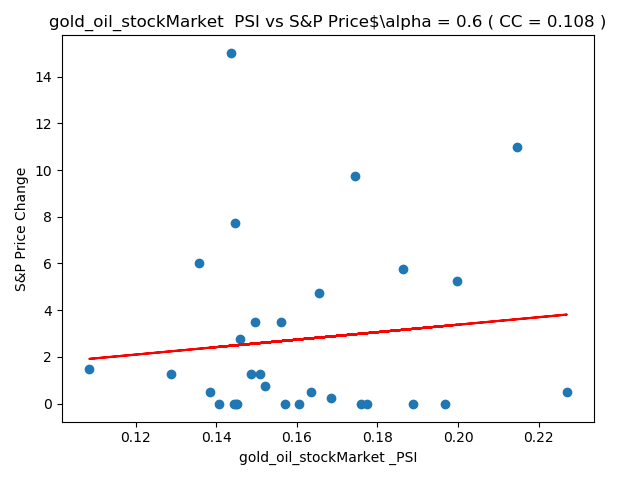 gold_oil_stockMarket  PSI vs S&P Price$\alpha = 0.6 ( CC = 0.108 )
S&P Price Change
14
12
10
8
6
4
2
0
0.12 0.14 0.16 0.18 0.20 0.22
gold_oil_stockMarket _PSI